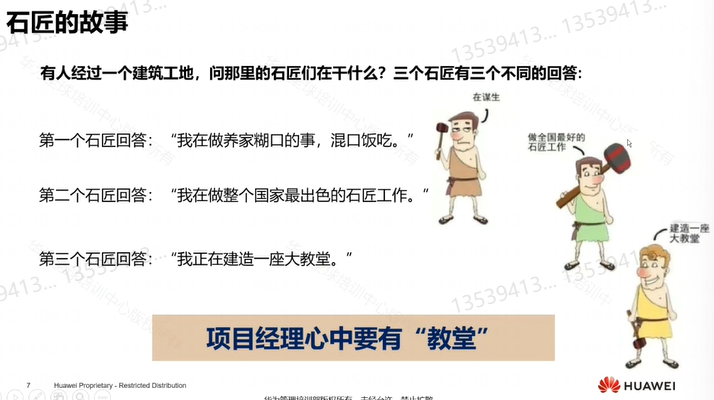 石匠的故事
有人经过一个建筑工地，问那里的石匠们在干什么？三个石匠有三个不同的回答：
在谋生
做全国最好的
石匠工作
第一个石匠回答：“我在做养家糊口的事，混口饭吃。”
第二个石匠回答：“我在做整个国家最出色的石匠工作。”
建造一座
大教堂
第三个石匠回答：“我正在建造一座大教堂。”
项目经理心中要有“教堂”
7 Huawei Proprietary - Restricted Distribution
HUAWEI
13539413...
13539413...
13539413...